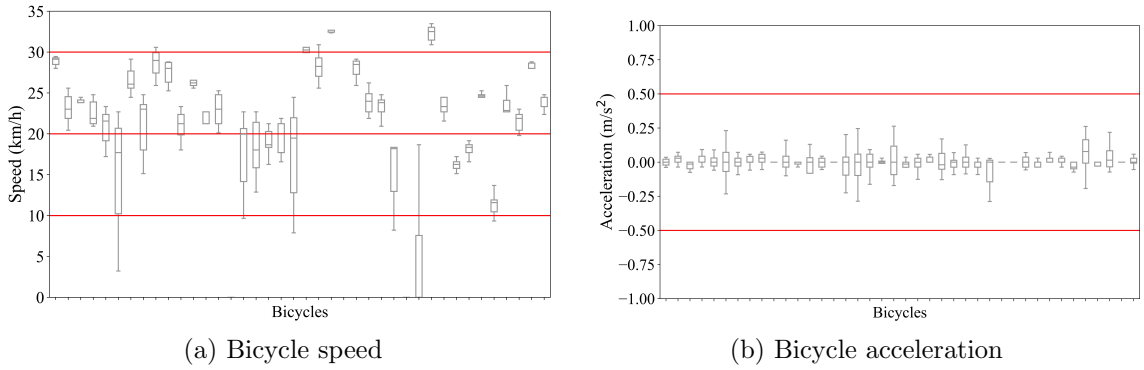 35
30
25
20
15
10
5
0
Speed (km/h)
Bicycles
(a) Bicycle speed
1.00
0.75
0.50
0.25
0.00
−0.25
−0.50
−0.75
−1.00
Acceleration (m/s²)
Bicycles
(b) Bicycle acceleration